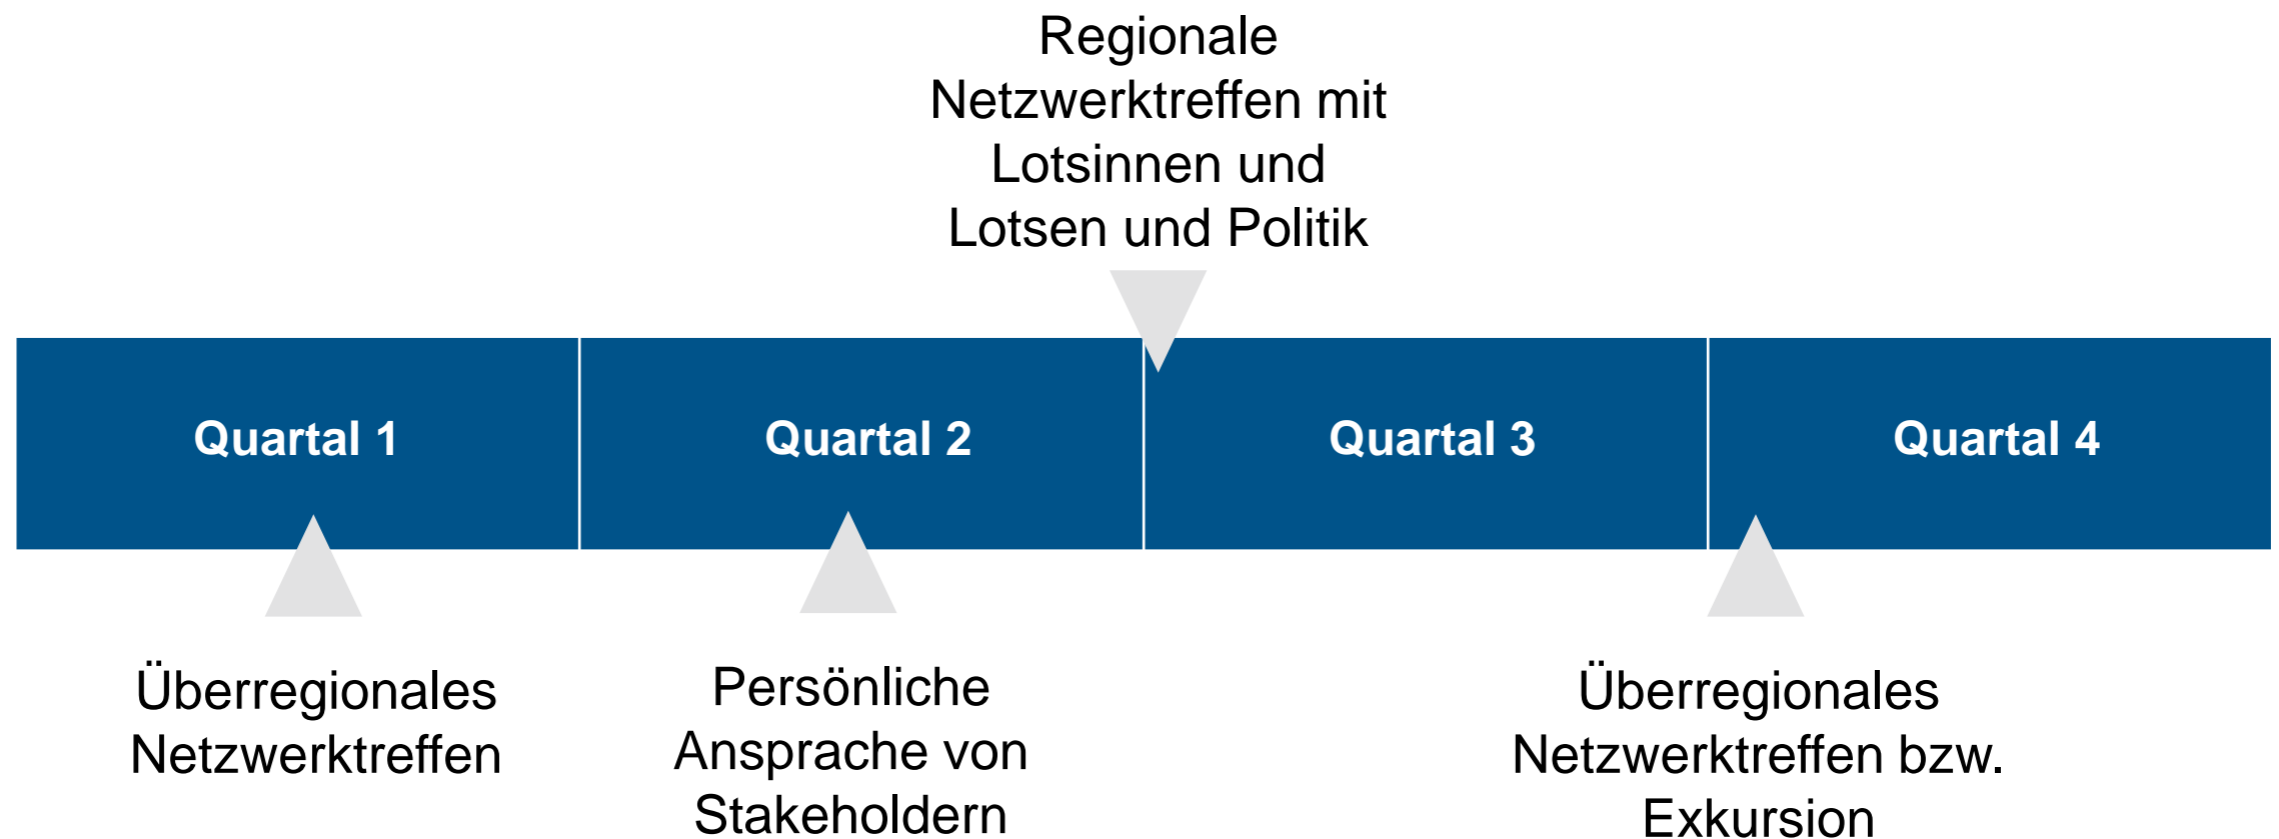 Regionale
Netzwerktreffen mit
Lotsinnen und
Lotsen und Politik
Quartal 1
Quartal 2
Quartal 3
Quartal 4
Überregionales
Netzwerktreffen
Persönliche
Ansprache von
Stakeholdern
Überregionales
Netzwerktreffen bzw.
Exkursion